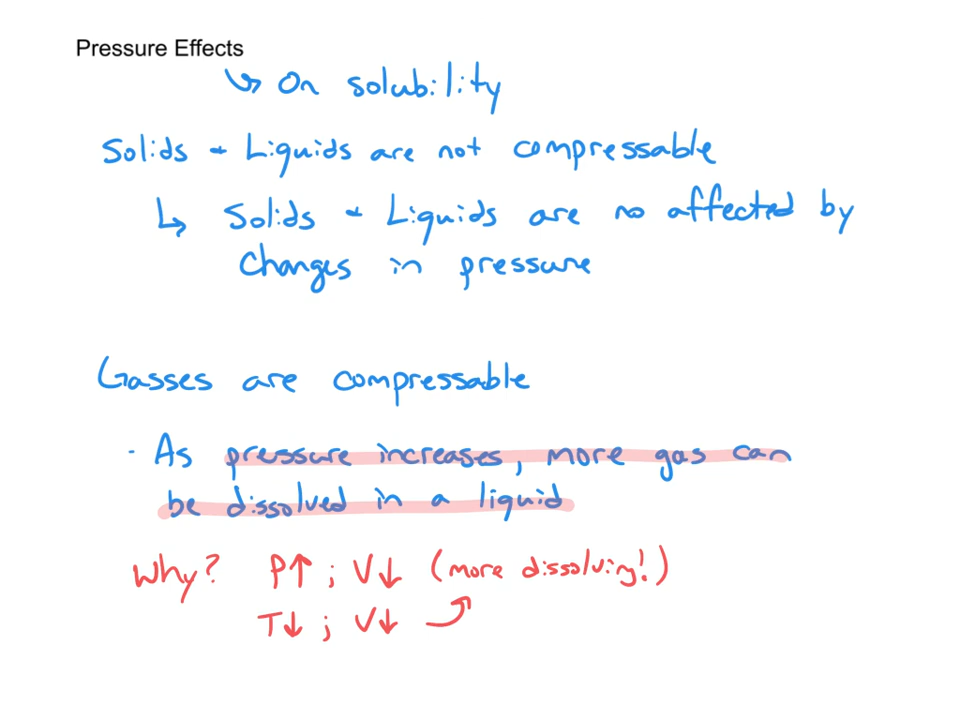 Pressure Effects
↳ On solubility
Solids + Liquids are not compressable
↳ Solids + Liquids are no affected by
changes in pressure
Gasses are compressable
· As pressure increases, more gas can
be dissolved in a liquid
Why? P↑ ; V↓ (more dissolving!)
T↓ ; V↓